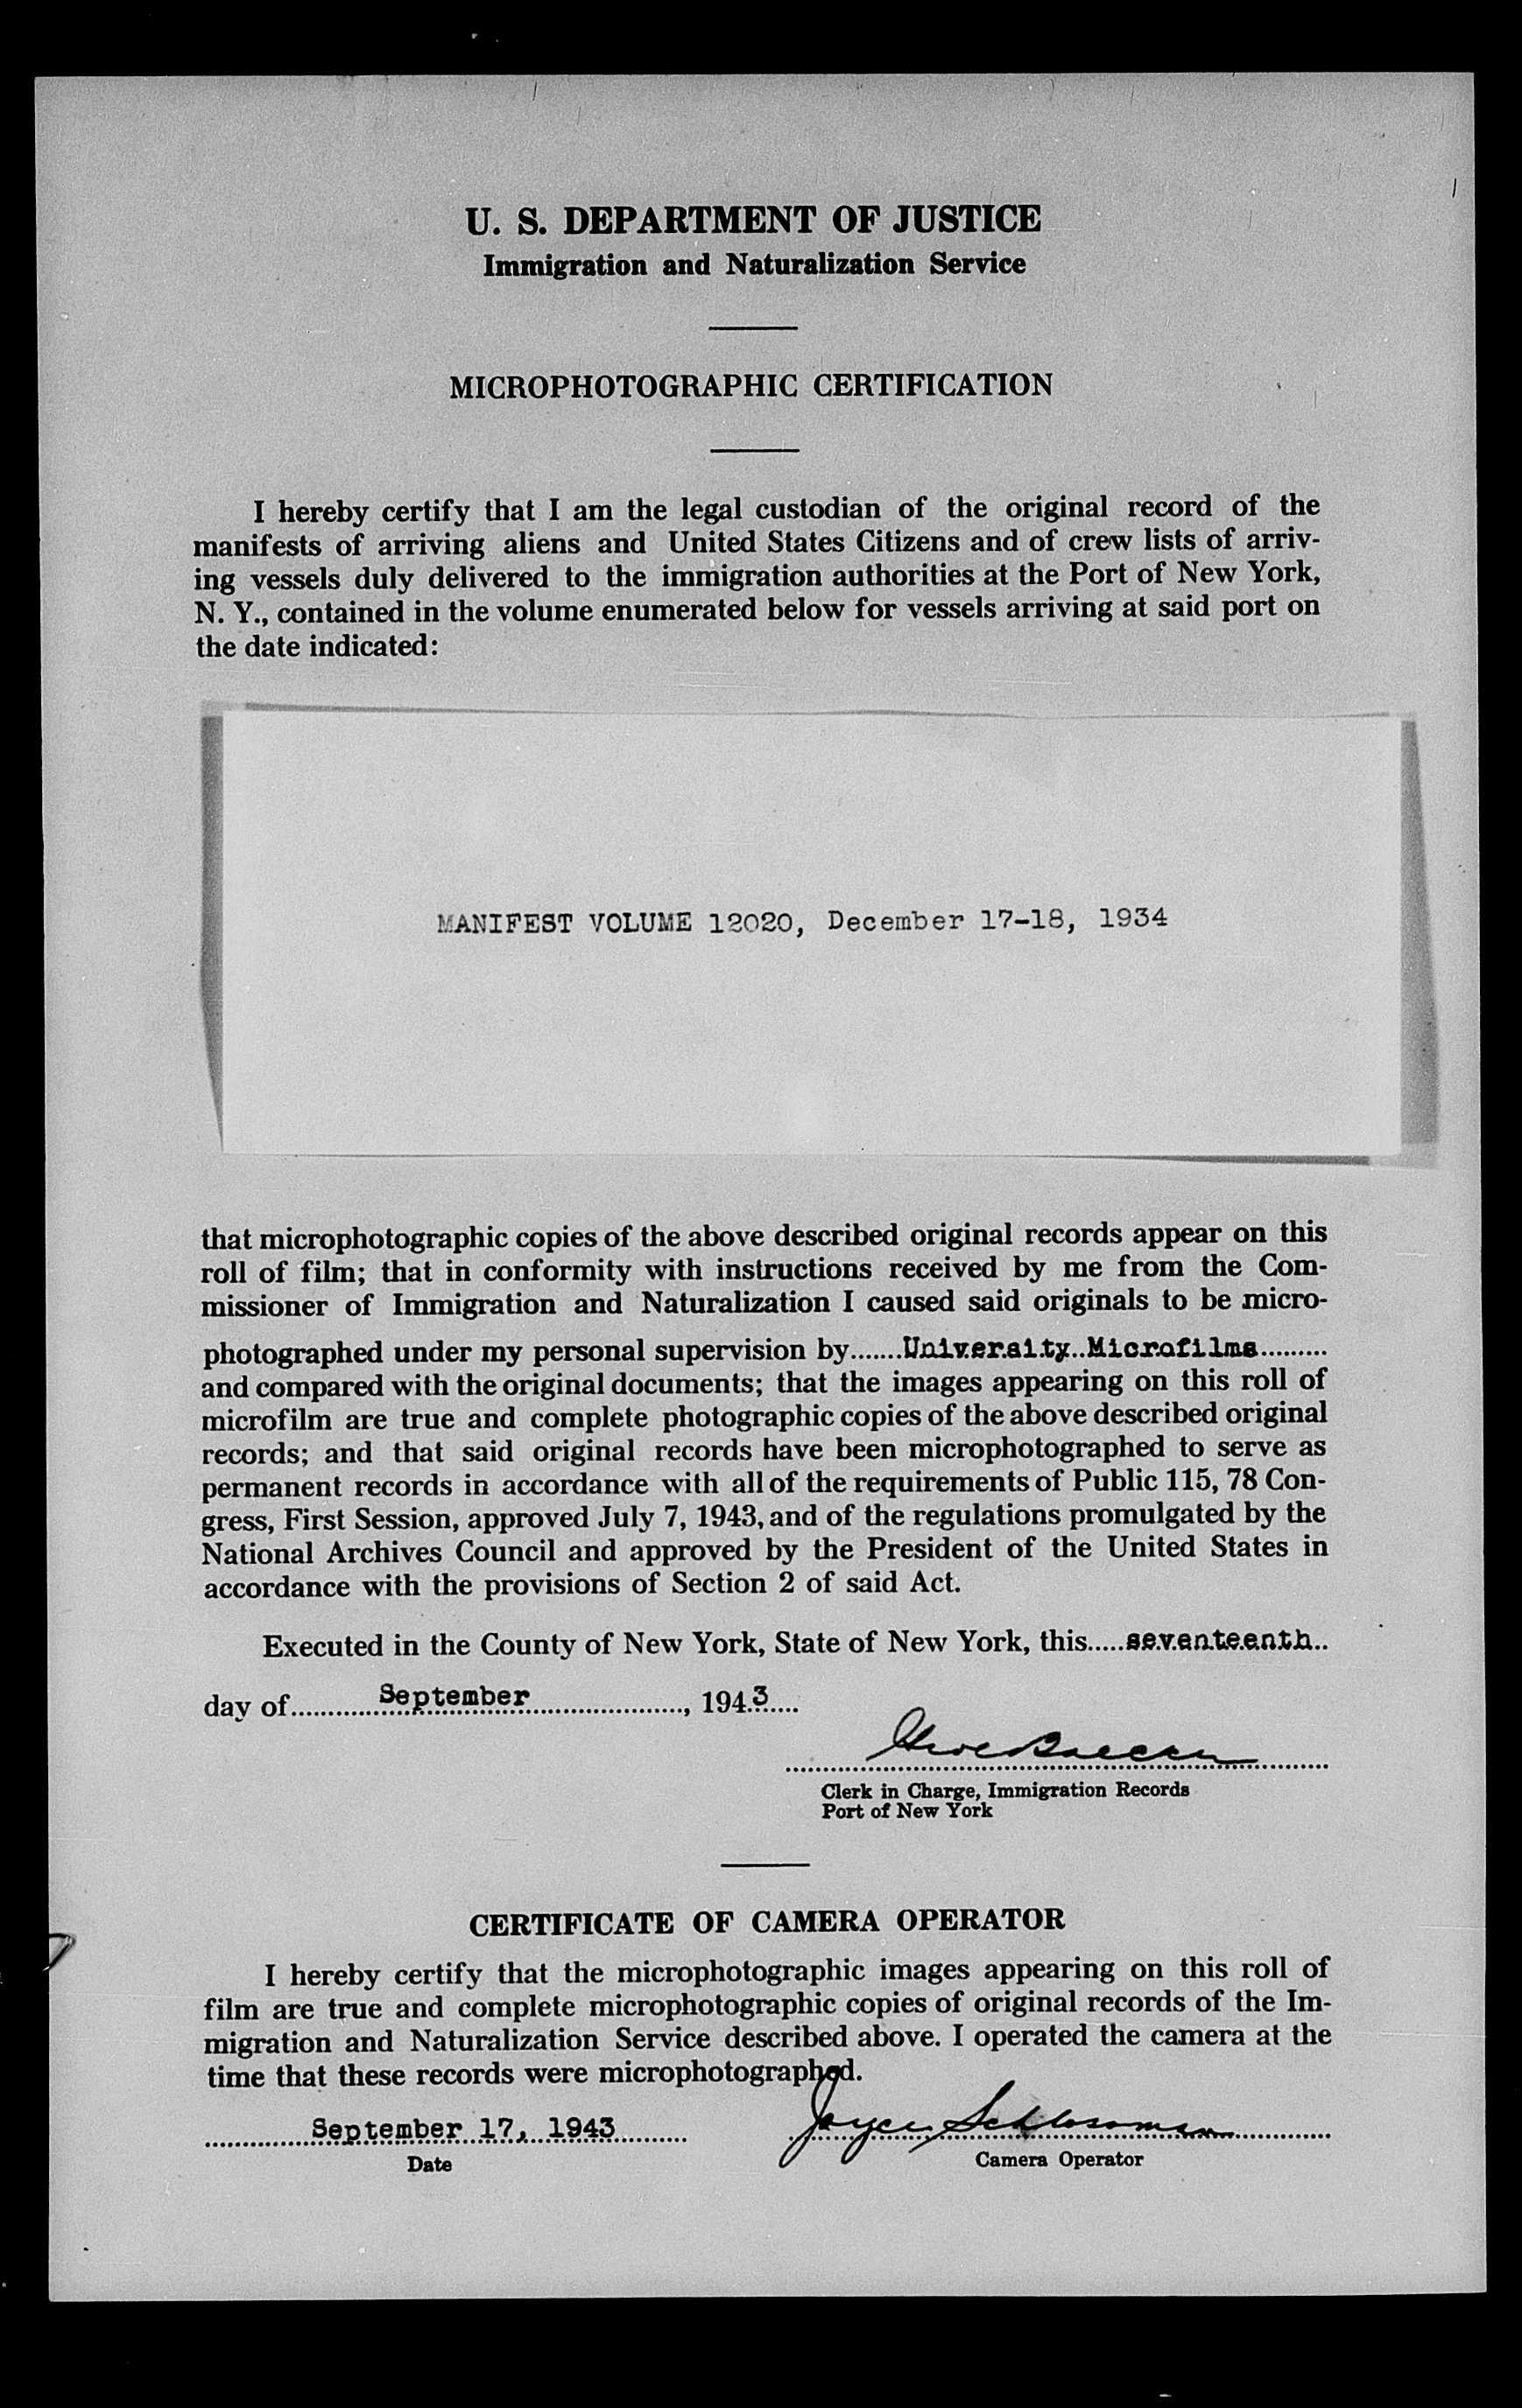 U. S. DEPARTMENT OF JUSTICE
Immigration and Naturalization Service
MICROPHOTOGRAPHIC CERTIFICATION
I hereby certify that I am the legal custodian of the original record of the
manifests of arriving aliens and United States Citizens and of crew lists of arriv-
ing vessels duly delivered to the immigration authorities at the Port of New York,
N. Y., contained in the volume enumerated below for vessels arriving at said port on
the date indicated:
MANIFEST VOLUME 12020, December 17-18, 1934
that microphotographic copies of the above described original records appear on this
roll of film; that in conformity with instructions received by me from the Com-
missioner of Immigration and Naturalization I caused said originals to be micro-
photographed under my personal supervision by.......University Microfilms.........
and compared with the original documents; that the images appearing on this roll of
microfilm are true and complete photographic copies of the above described original
records; and that said original records have been microphotographed to serve as
permanent records in accordance with all of the requirements of Public 115, 78 Con-
gress, First Session, approved July 7, 1943, and of the regulations promulgated by the
National Archives Council and approved by the President of the United States in
accordance with the provisions of Section 2 of said Act.
Executed in the County of New York, State of New York, this.....seventeenth..
day of............September...................., 1943....
Clerk in Charge, Immigration Records
Port of New York
CERTIFICATE OF CAMERA OPERATOR
I hereby certify that the microphotographic images appearing on this roll of
film are true and complete microphotographic copies of original records of the Im-
migration and Naturalization Service described above. I operated the camera at the
time that these records were microphotographed.
September 17, 1943
Joyce Schlossman
Date
Camera Operator